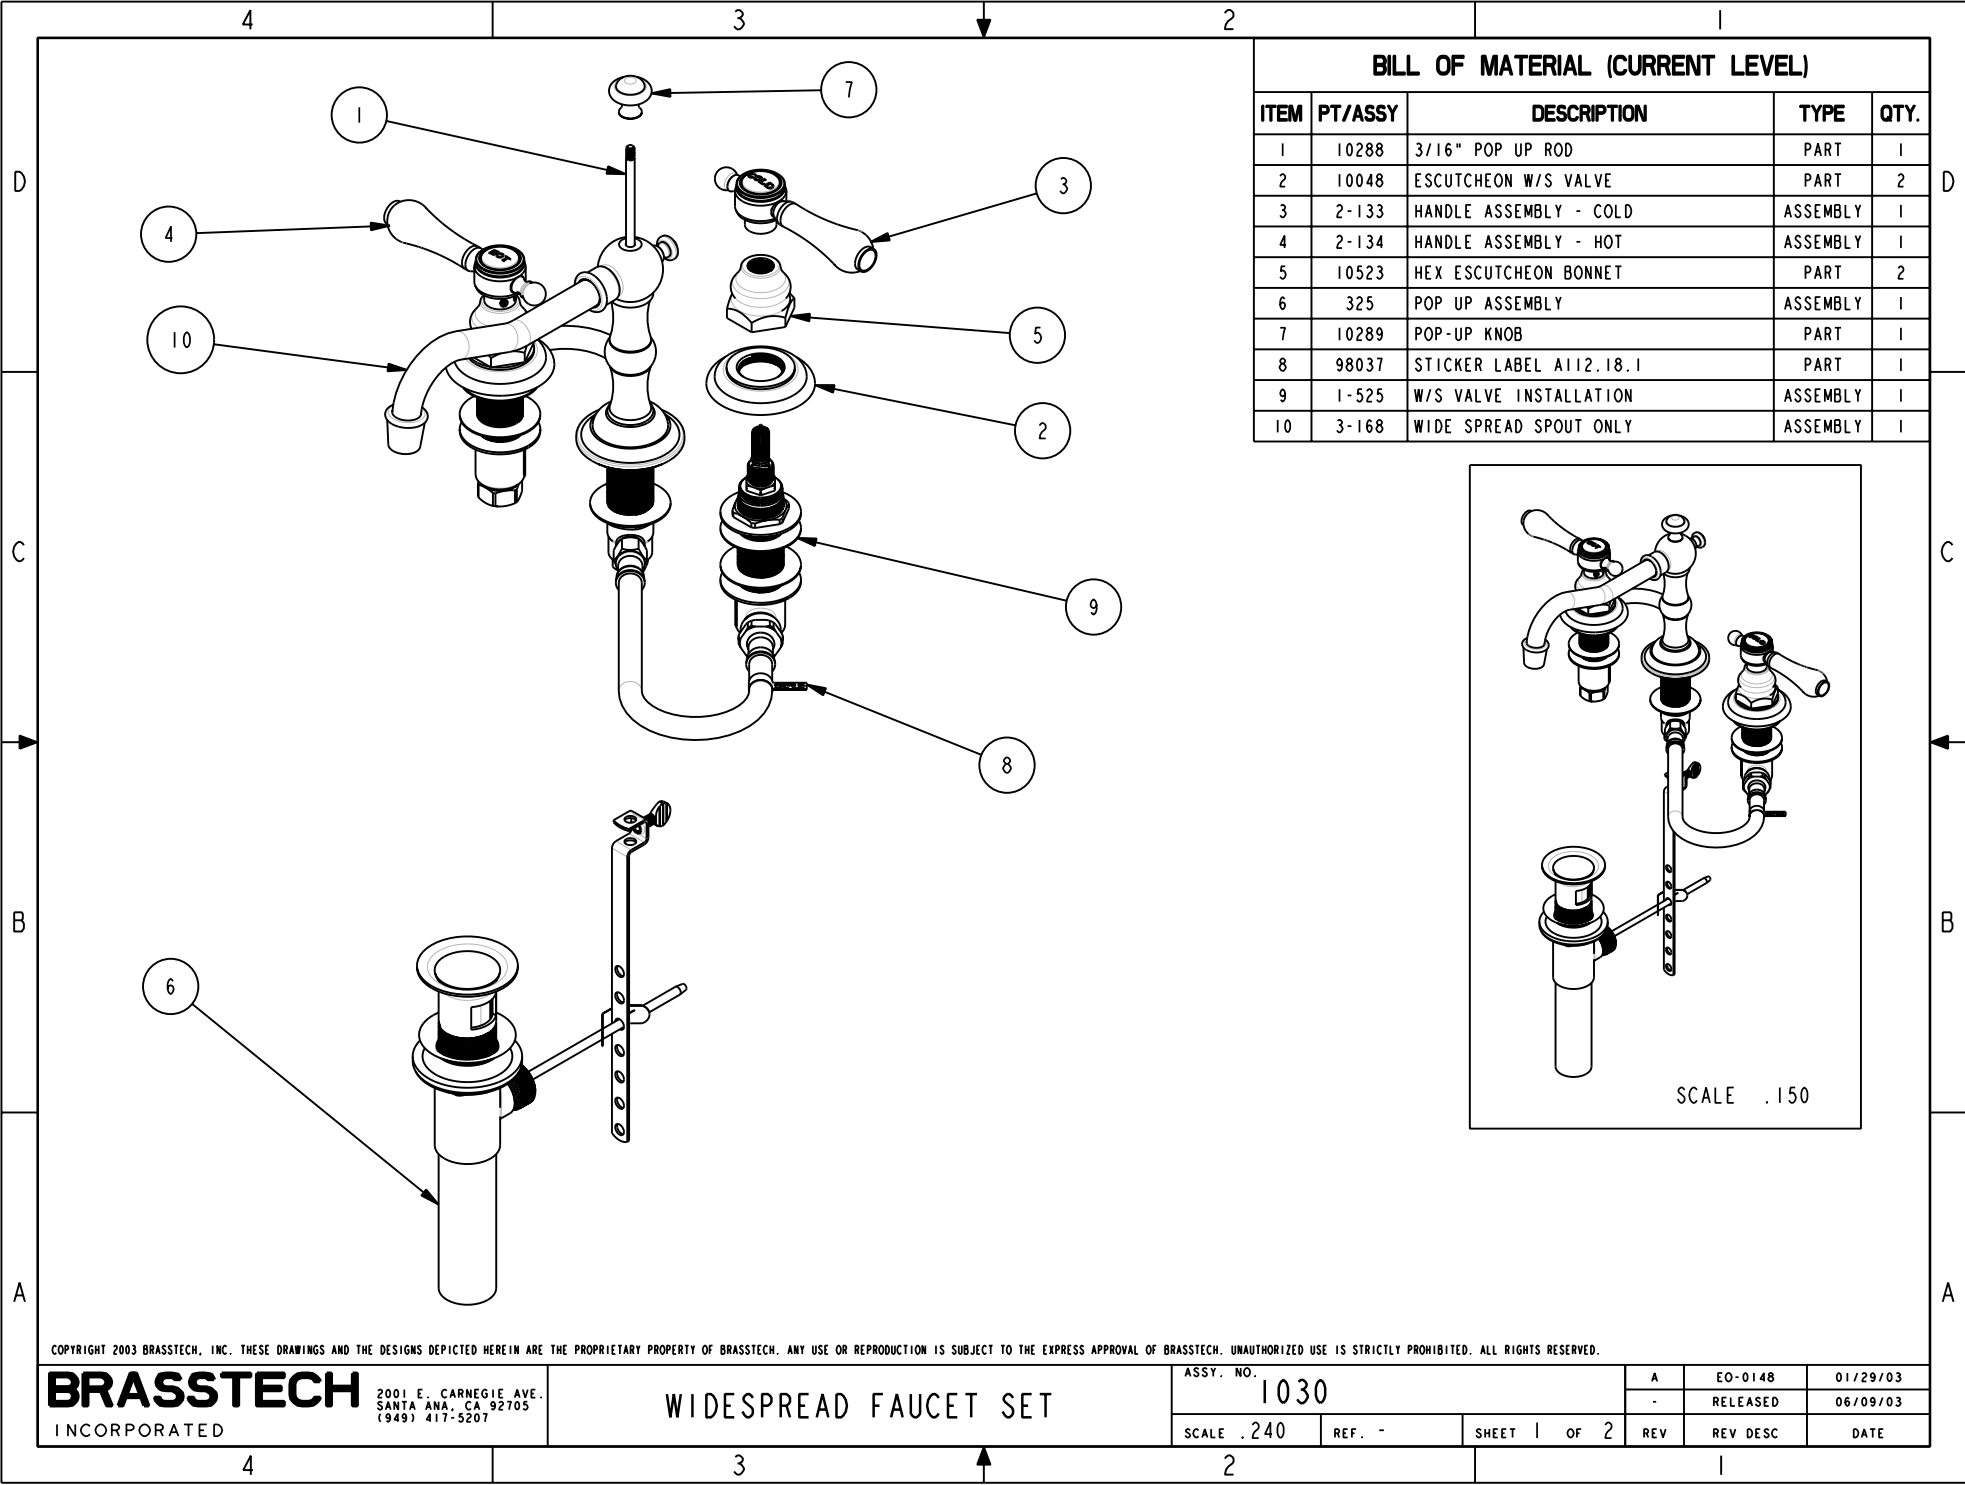 4 3 2 1
BILL OF MATERIAL (CURRENT LEVEL)
ITEM PT/ASSY DESCRIPTION TYPE QTY.
1 10288 3/16" POP UP ROD PART 1
2 10048 ESCUTCHEON W/S VALVE PART 2
3 2-133 HANDLE ASSEMBLY - COLD ASSEMBLY 1
4 2-134 HANDLE ASSEMBLY - HOT ASSEMBLY 1
5 10523 HEX ESCUTCHEON BONNET PART 2
6 325 POP UP ASSEMBLY ASSEMBLY 1
7 10289 POP-UP KNOB PART 1
8 98037 STICKER LABEL A112.18.1 PART 1
9 1-525 W/S VALVE INSTALLATION ASSEMBLY 1
10 3-168 WIDE SPREAD SPOUT ONLY ASSEMBLY 1
7
1
D D
3
COLD
4
HOT
10
5
2
C C
9
8
B B
6
SCALE .150
A A
COPYRIGHT 2003 BRASSTECH, INC. THESE DRAWINGS AND THE DESIGNS DEPICTED HEREIN ARE THE PROPRIETARY PROPERTY OF BRASSTECH. ANY USE OR REPRODUCTION IS SUBJECT TO THE EXPRESS APPROVAL OF BRASSTECH. UNAUTHORIZED USE IS STRICTLY PROHIBITED. ALL RIGHTS RESERVED.
BRASSTECH
INCORPORATED
2001 E. CARNEGIE AVE.
SANTA ANA, CA 92705
(949) 417-5207
WIDESPREAD FAUCET SET
ASSY. NO.
1030
SCALE .240 REF. - SHEET 1 OF 2
A EO-0148 01/29/03
- RELEASED 06/09/03
REV REV DESC DATE
4 3 2 1